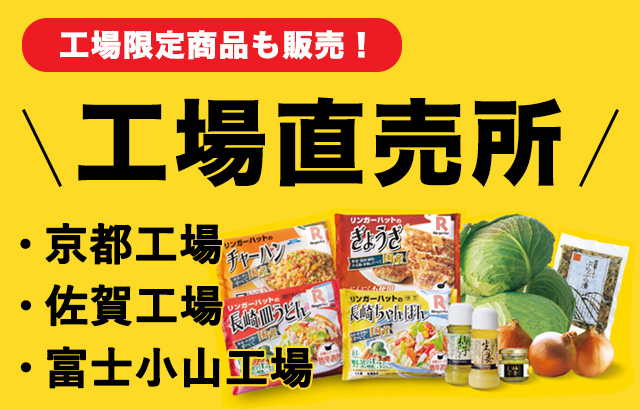 工場限定商品も販売！
工場直売所
・京都工場
・佐賀工場
・富士小山工場
リンガーハットの
チャーハン
リンガーハットの
ぎょうざ
リンガーハットの
長崎皿うどん
リンガーハットの
長崎ちゃんぽん